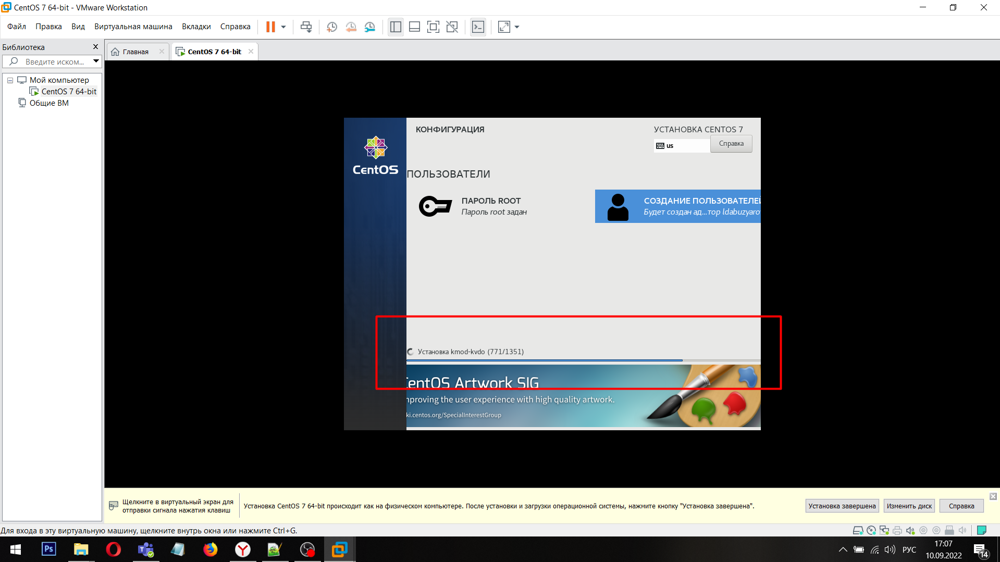 CentOS 7 64-bit - VMware Workstation
Файл Правка Вид Виртуальная машина Вкладки Справка
Библиотека
Введите иском...
Мой компьютер
CentOS 7 64-bit
Общие ВМ
Главная
CentOS 7 64-bit
CentOS
КОНФИГУРАЦИЯ
УСТАНОВКА CENTOS 7
us
Справка
ПОЛЬЗОВАТЕЛИ
ПАРОЛЬ ROOT
Пароль root задан
СОЗДАНИЕ ПОЛЬЗОВАТЕЛЕЙ
Будет создан ад...тор ldabuzyaro
Установка kmod-kvdo (771/1351)
entOS Artwork SIG
nproving the user experience with high quality artwork.
ki.centos.org/SpecialInterestGroup
Щелкните в виртуальный экран для
отправки сигнала нажатия клавиш
Установка CentOS 7 64-bit происходит как на физическом компьютере. После установки и загрузки операционной системы, нажмите кнопку "Установка завершена".
Установка завершена
Изменить диск
Справка
Для входа в эту виртуальную машину, щелкните внутрь окна или нажмите Ctrl+G.
Ps
РУС
17:07
10.09.2022
14